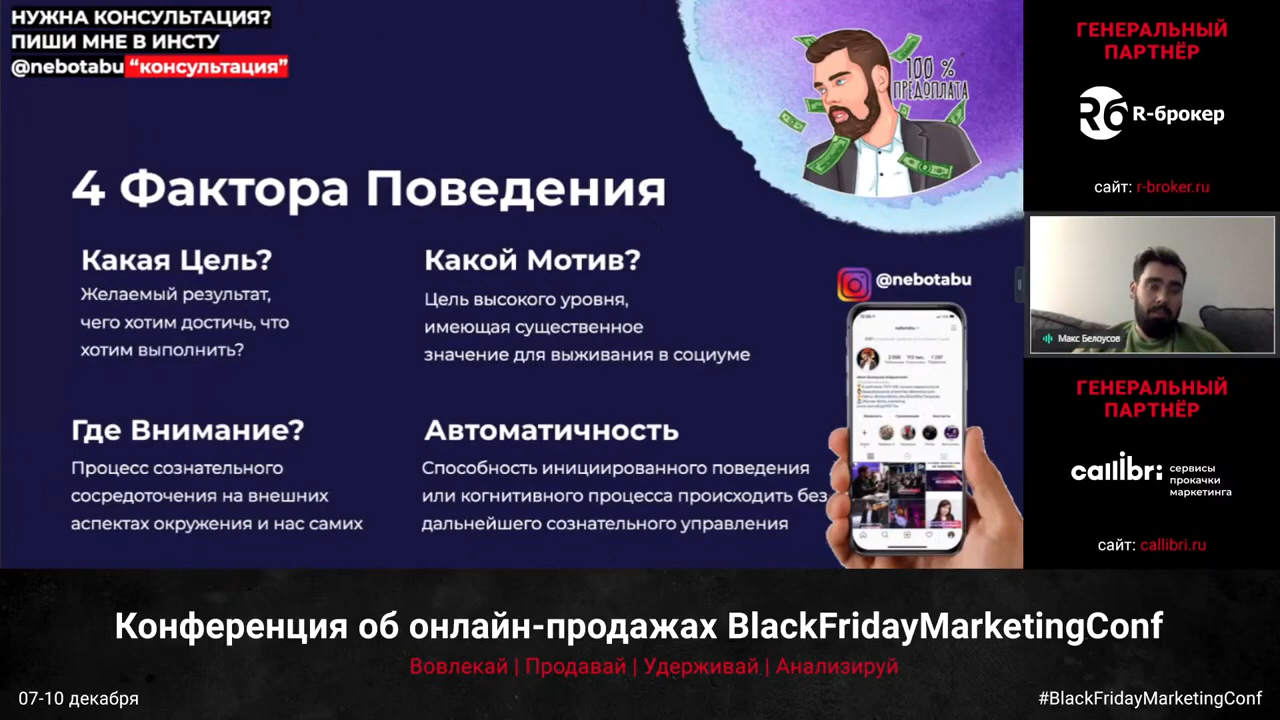 НУЖНА КОНСУЛЬТАЦИЯ?
ПИШИ МНЕ В ИНСТУ
@nebotabu “консультация”
100 %
ПРЕДОПЛАТА
4 Фактора Поведения
Какая Цель?
Желаемый результат,
чего хотим достичь, что
хотим выполнить?
Какой Мотив?
Цель высокого уровня,
имеющая существенное
значение для выживания в социуме
Где Внимание?
Процесс сознательного
сосредоточения на внешних
аспектах окружения и нас самих
Автоматичность
Способность инициированного поведения
или когнитивного процесса происходить без
дальнейшего сознательного управления
@nebotabu
ГЕНЕРАЛЬНЫЙ
ПАРТНЁР
R-брокер
сайт: r-broker.ru
Макс Белоусов
ГЕНЕРАЛЬНЫЙ
ПАРТНЁР
callibri
сервисы
прокачки
маркетинга
сайт: callibri.ru
Конференция об онлайн-продажах BlackFridayMarketingConf
Вовлекай | Продавай | Удерживай | Анализируй
07-10 декабря
#BlackFridayMarketingConf